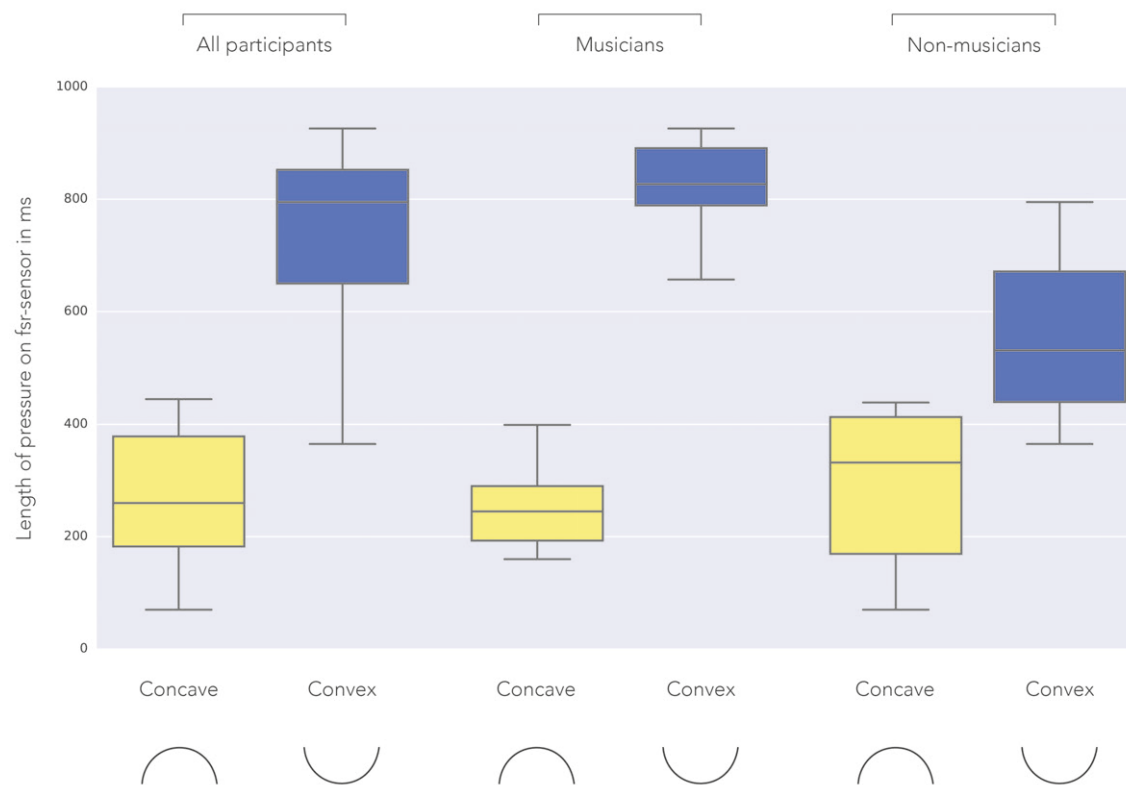 All participants Musicians Non-musicians
Length of pressure on fsr-sensor in ms
1000
800
600
400
200
0
Concave Convex Concave Convex Concave Convex